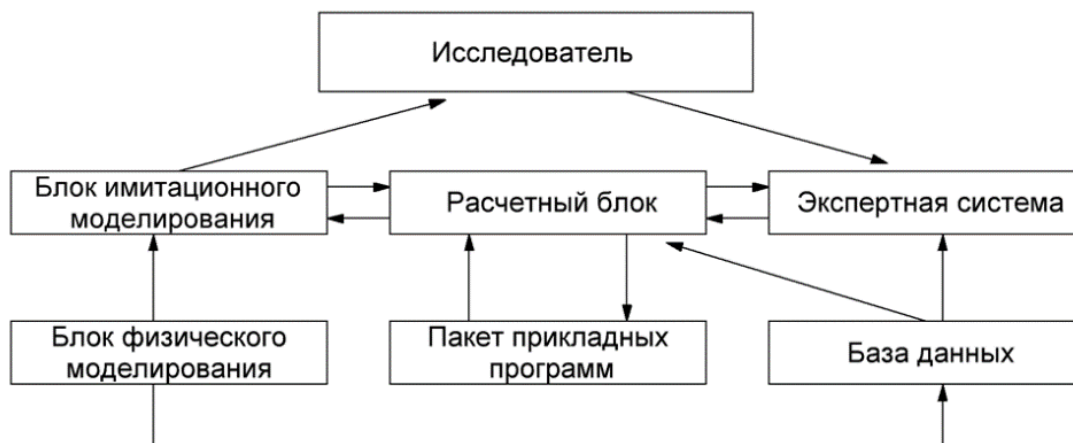 Исследователь
Блок имитационного
моделирования
Расчетный блок
Экспертная система
Блок физического
моделирования
Пакет прикладных
программ
База данных